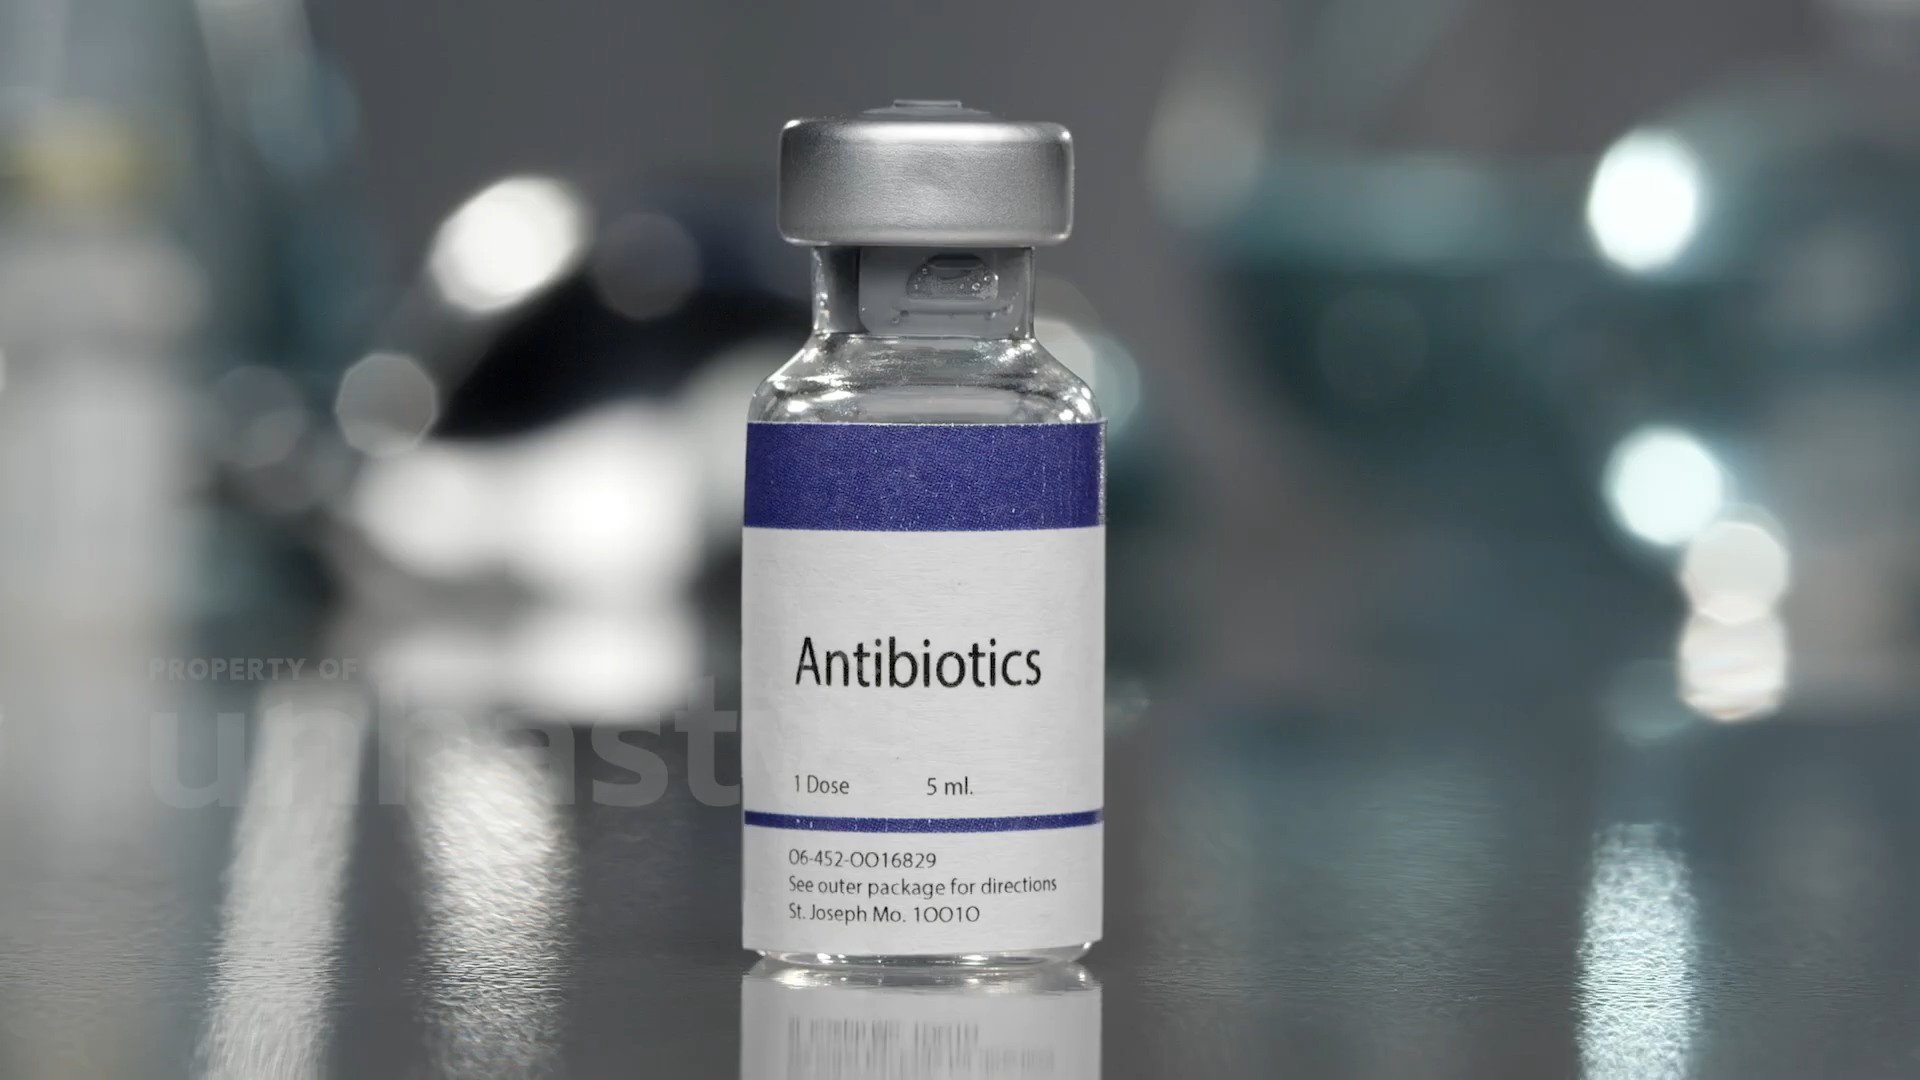 Antibiotics
1 Dose 5 ml.
06-452-0016829
See outer package for directions
St. Joseph Mo. 10010
PROPERTY OF
unhasty